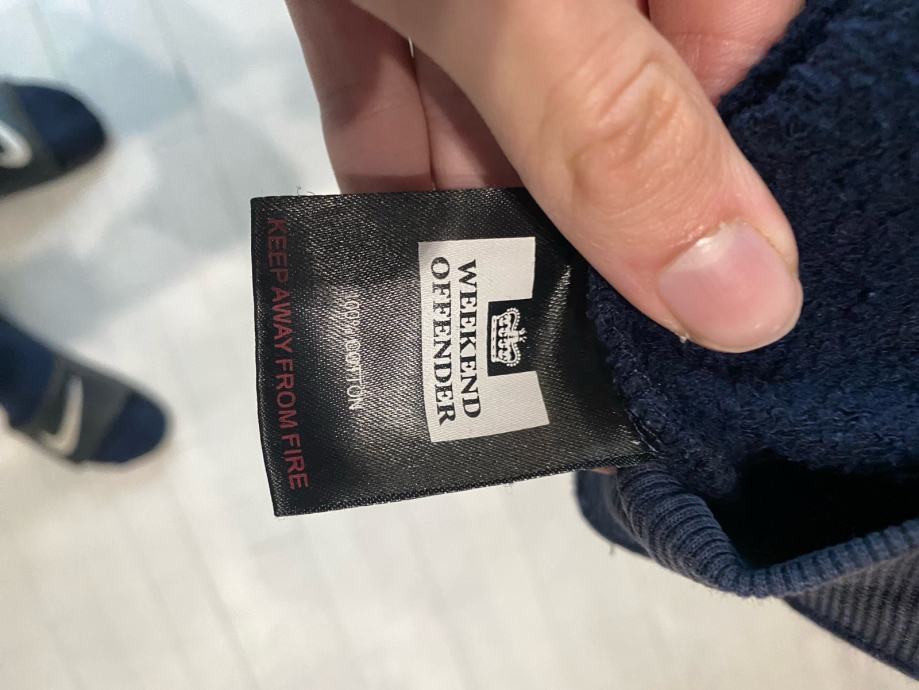 WEEKEND
OFFENDER
100% COTTON
KEEP AWAY FROM FIRE